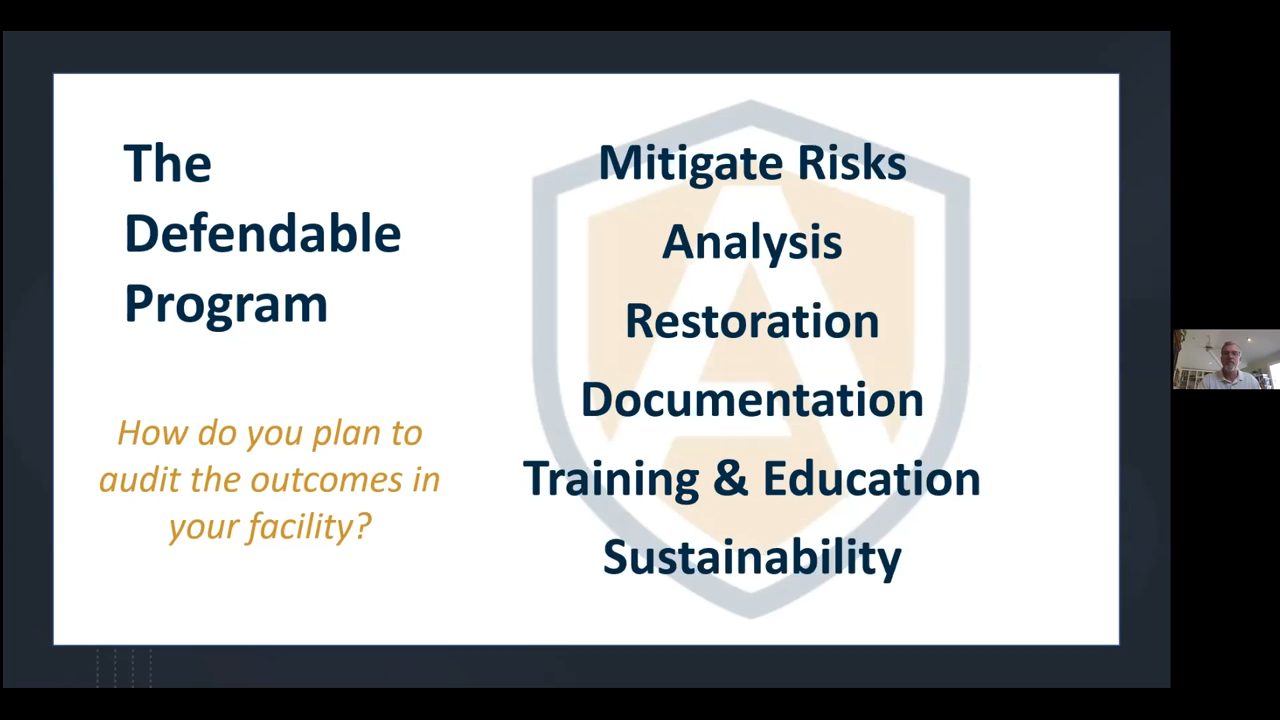 The
Defendable
Program
How do you plan to
audit the outcomes in
your facility?
Mitigate Risks
Analysis
Restoration
Documentation
Training & Education
Sustainability